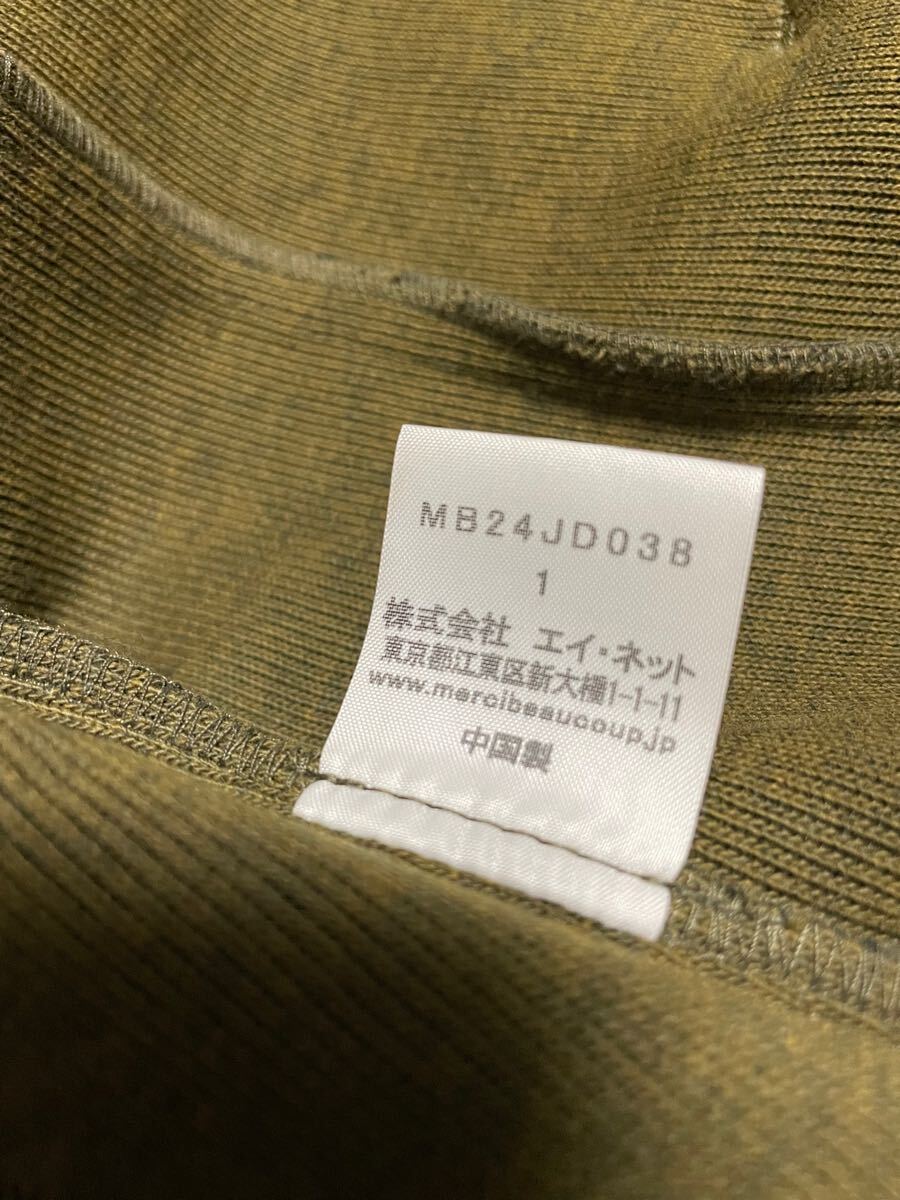 MB24JD038
1
株式会社 エイ・ネット
東京都江東区新大橋1-1-11
www.mercibeaucoup.jp
中国製